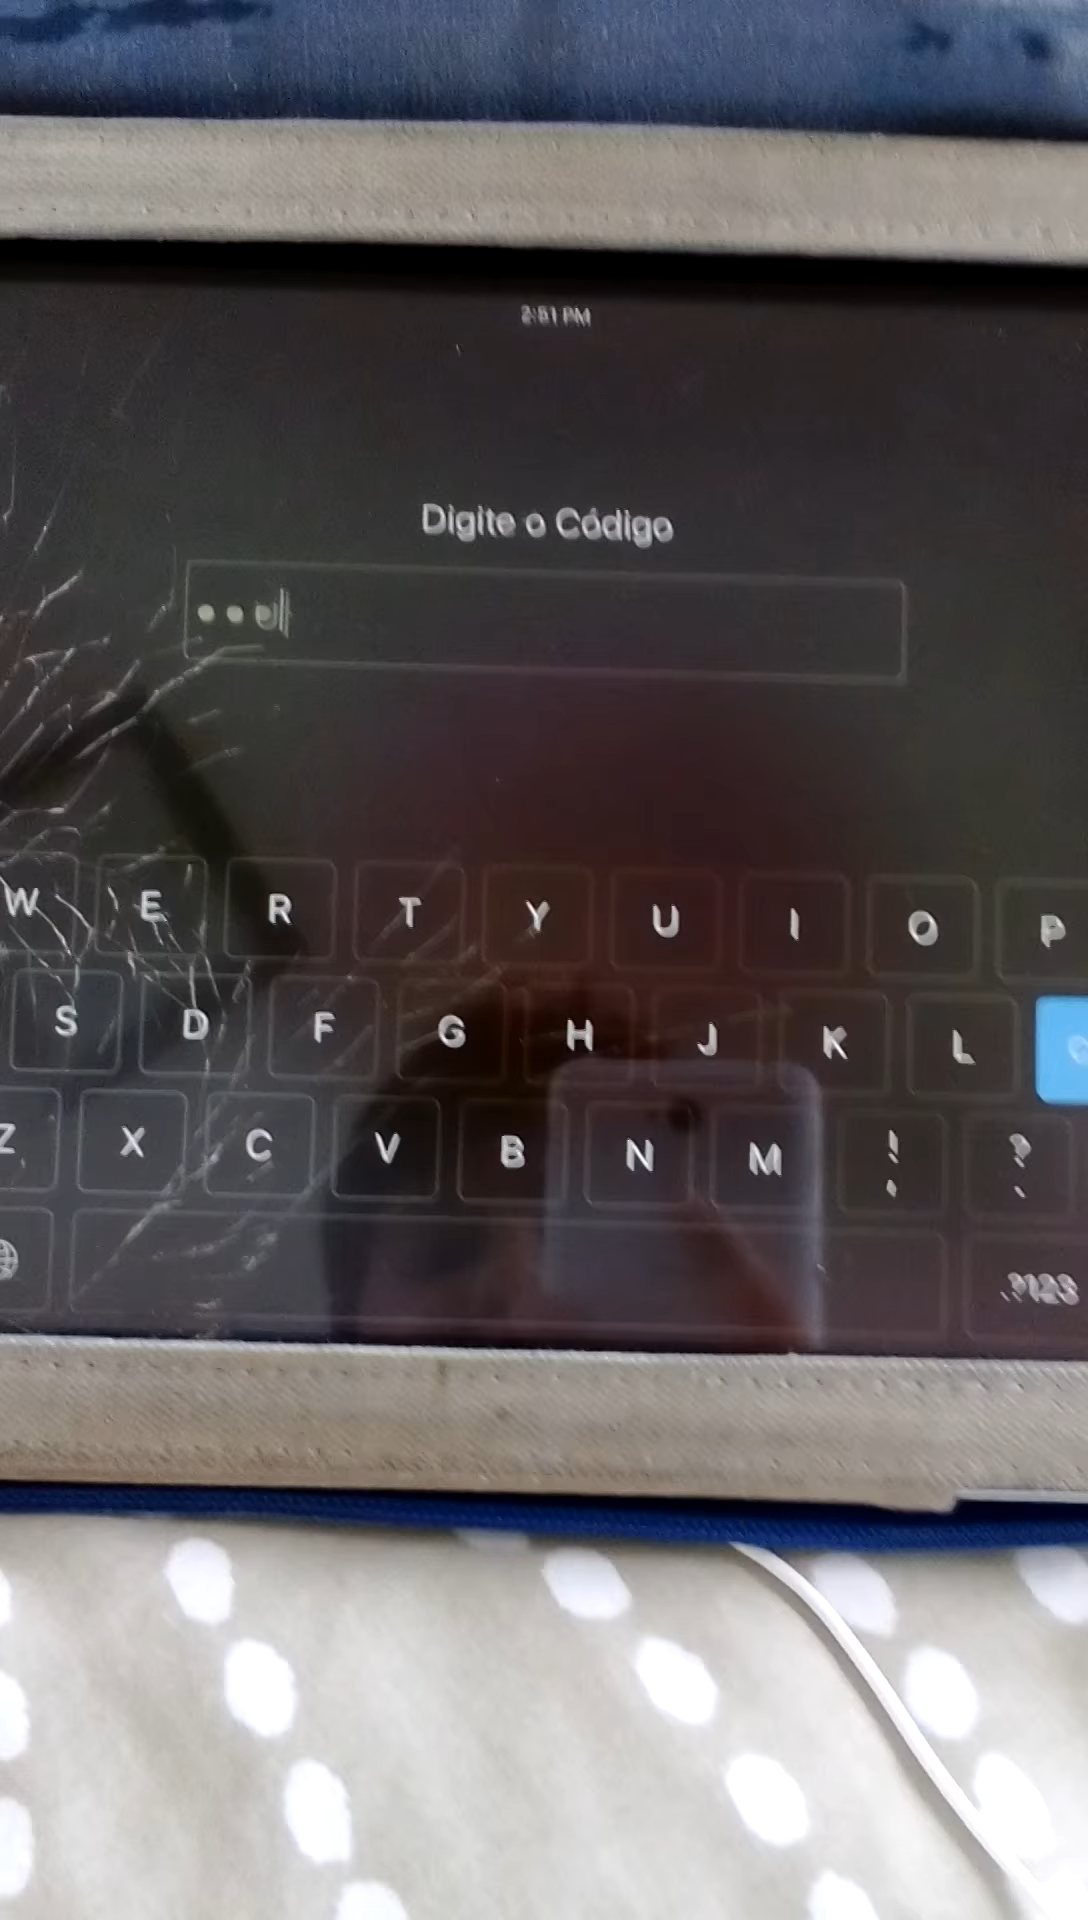 2:51 PM
Digite o Código
W E R T Y U I O P
S D F G H J K L
Z X C V B N M ! ?
, .
.?123